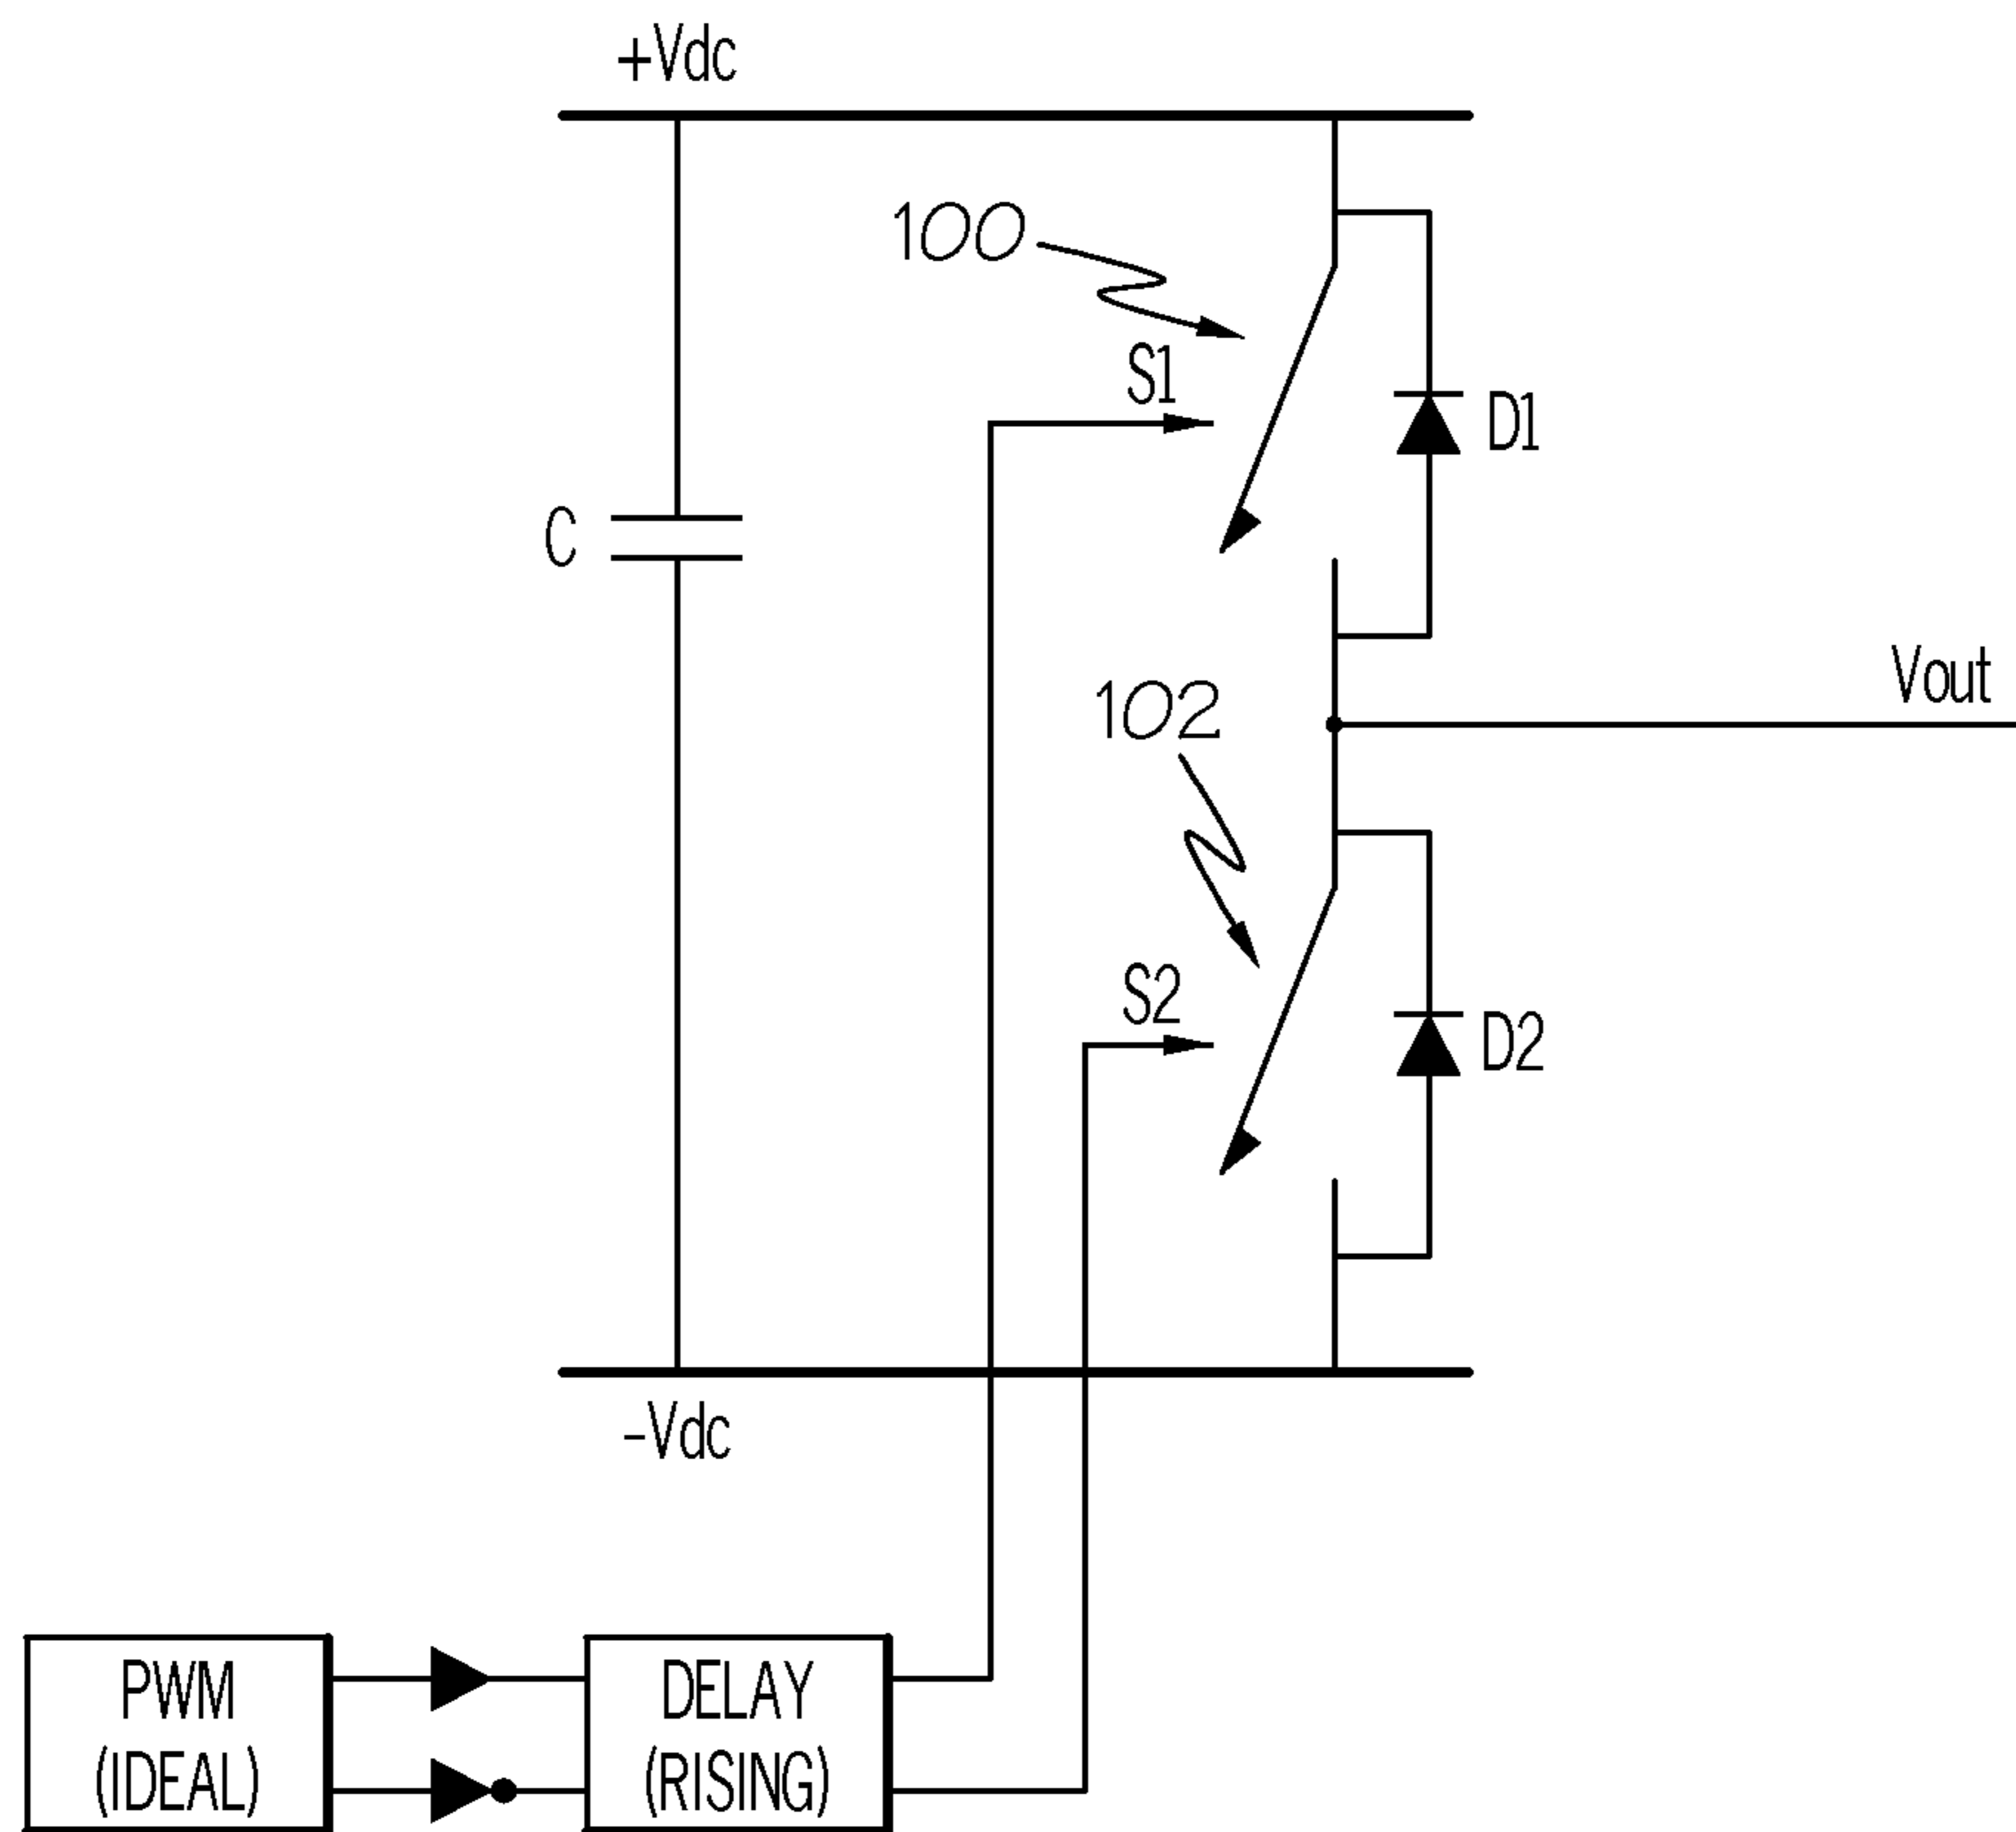 +Vdc
100
S1
D1
C
Vout
102
S2
D2
-Vdc
PWM
(IDEAL)
DELAY
(RISING)